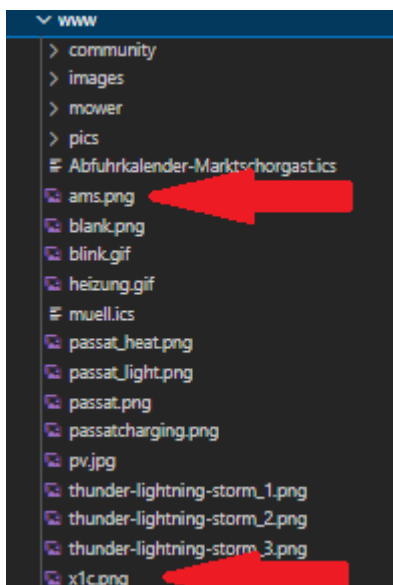 www
community
images
mower
pics
Abfuhrkalender-Marktschorgast.ics
ams.png
blank.png
blink.gif
heizung.gif
muell.ics
passat_heat.png
passat_light.png
passat.png
passatcharging.png
pv.jpg
thunder-lightning-storm_1.png
thunder-lightning-storm_2.png
thunder-lightning-storm_3.png
x1c.png